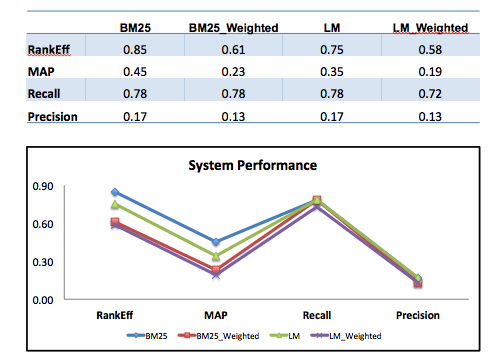 BM25 BM25_Weighted LM LM_Weighted
RankEff 0.85 0.61 0.75 0.58
MAP 0.45 0.23 0.35 0.19
Recall 0.78 0.78 0.78 0.72
Precision 0.17 0.13 0.17 0.13
System Performance
0.90
0.60
0.30
0.00
RankEff MAP Recall Precision
BM25 BM25_Weighted LM LM_Weighted